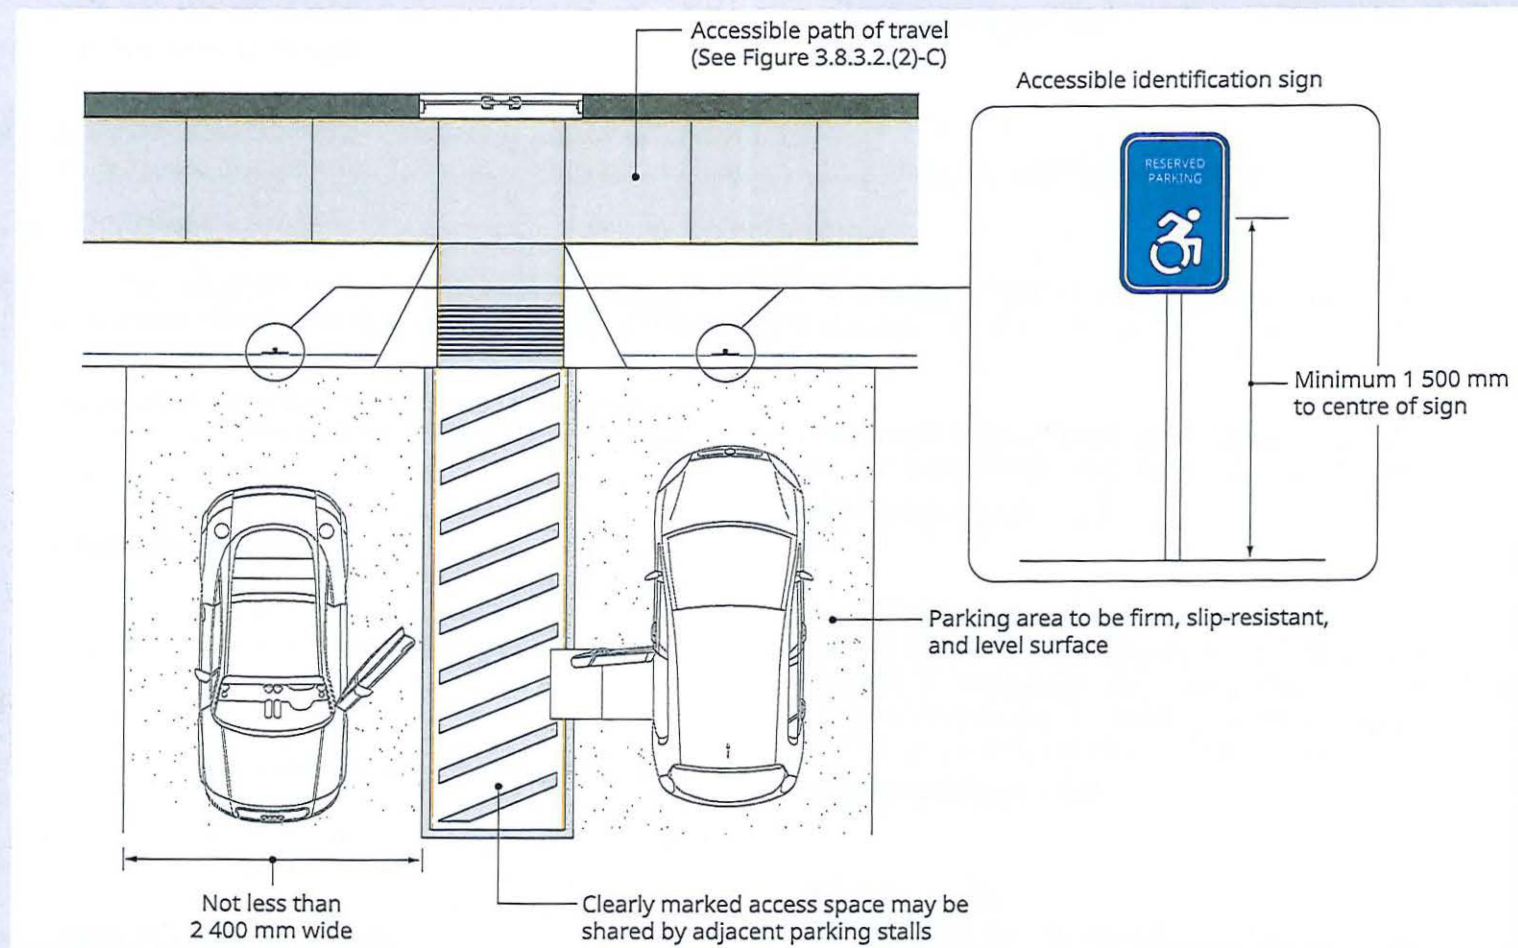 Accessible path of travel
(See Figure 3.8.3.2.(2)-C)
Accessible identification sign
RESERVED
PARKING
Minimum 1 500 mm
to centre of sign
Parking area to be firm, slip-resistant,
and level surface
Not less than
2 400 mm wide
Clearly marked access space may be
shared by adjacent parking stalls